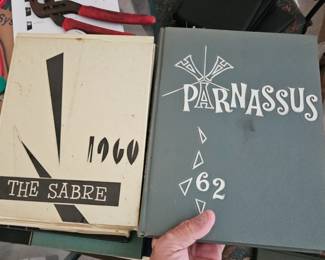 1960
THE SABRE
PARNASSUS
62